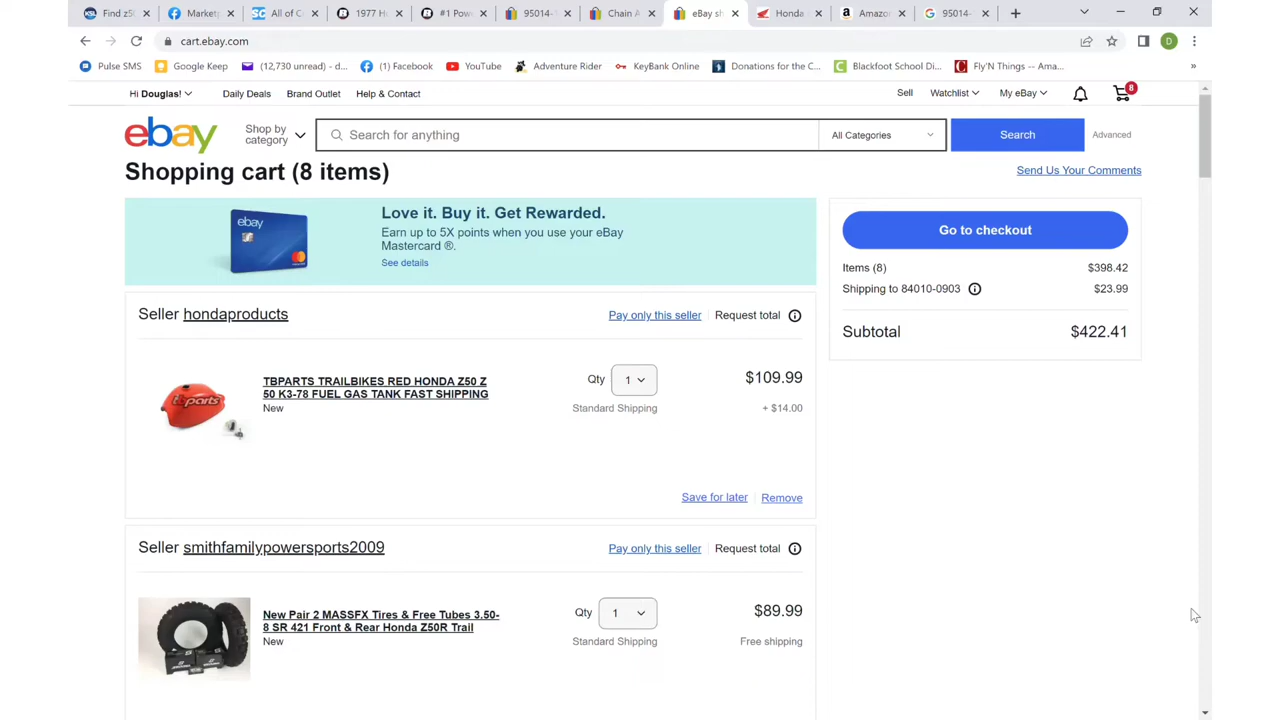 Find z50
Marketp
All of C
1977 H
#1 Powe
95014-1
Chain A
eBay sh
Honda
Amazon
95014-
cart.ebay.com
D
Pulse SMS
Google Keep
(12,730 unread) - d...
(1) Facebook
YouTube
Adventure Rider
KeyBank Online
Donations for the C...
Blackfoot School Di...
Fly'N Things -- Ama...
»
Hi Douglas!
Daily Deals
Brand Outlet
Help & Contact
Sell
Watchlist
My eBay
8
ebay
Shop by
category
Search for anything
All Categories
Search
Advanced
Shopping cart (8 items)
Send Us Your Comments
ebay
Love it. Buy it. Get Rewarded.
Earn up to 5X points when you use your eBay
Mastercard ®.
See details
Go to checkout
Items (8) $398.42
Shipping to 84010-0903 $23.99
Subtotal $422.41
Seller hondaproducts
Pay only this seller
Request total
tbparts
TBPARTS TRAILBIKES RED HONDA Z50 Z
50 K3-78 FUEL GAS TANK FAST SHIPPING
New
Qty 1
Standard Shipping
$109.99
+ $14.00
Save for later
Remove
Seller smithfamilypowersports2009
Pay only this seller
Request total
New Pair 2 MASSFX Tires & Free Tubes 3.50-
8 SR 421 Front & Rear Honda Z50R Trail
New
Qty 1
Standard Shipping
$89.99
Free shipping